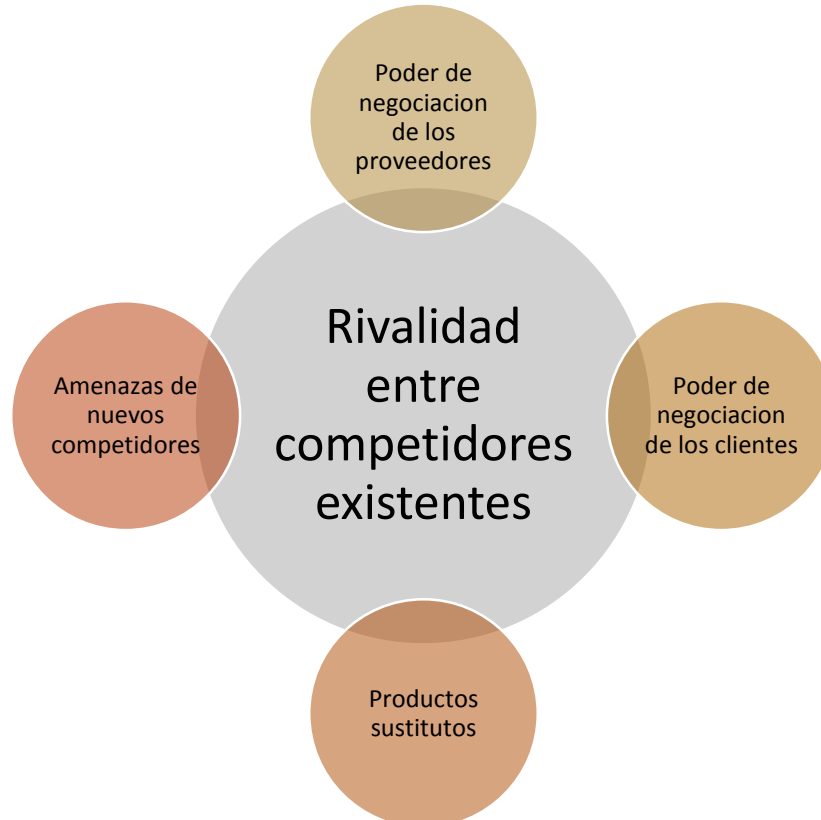 Poder de
negociacion
de los
proveedores
Rivalidad
entre
competidores
existentes
Amenazas de
nuevos
competidores
Poder de
negociacion
de los clientes
Productos
sustitutos